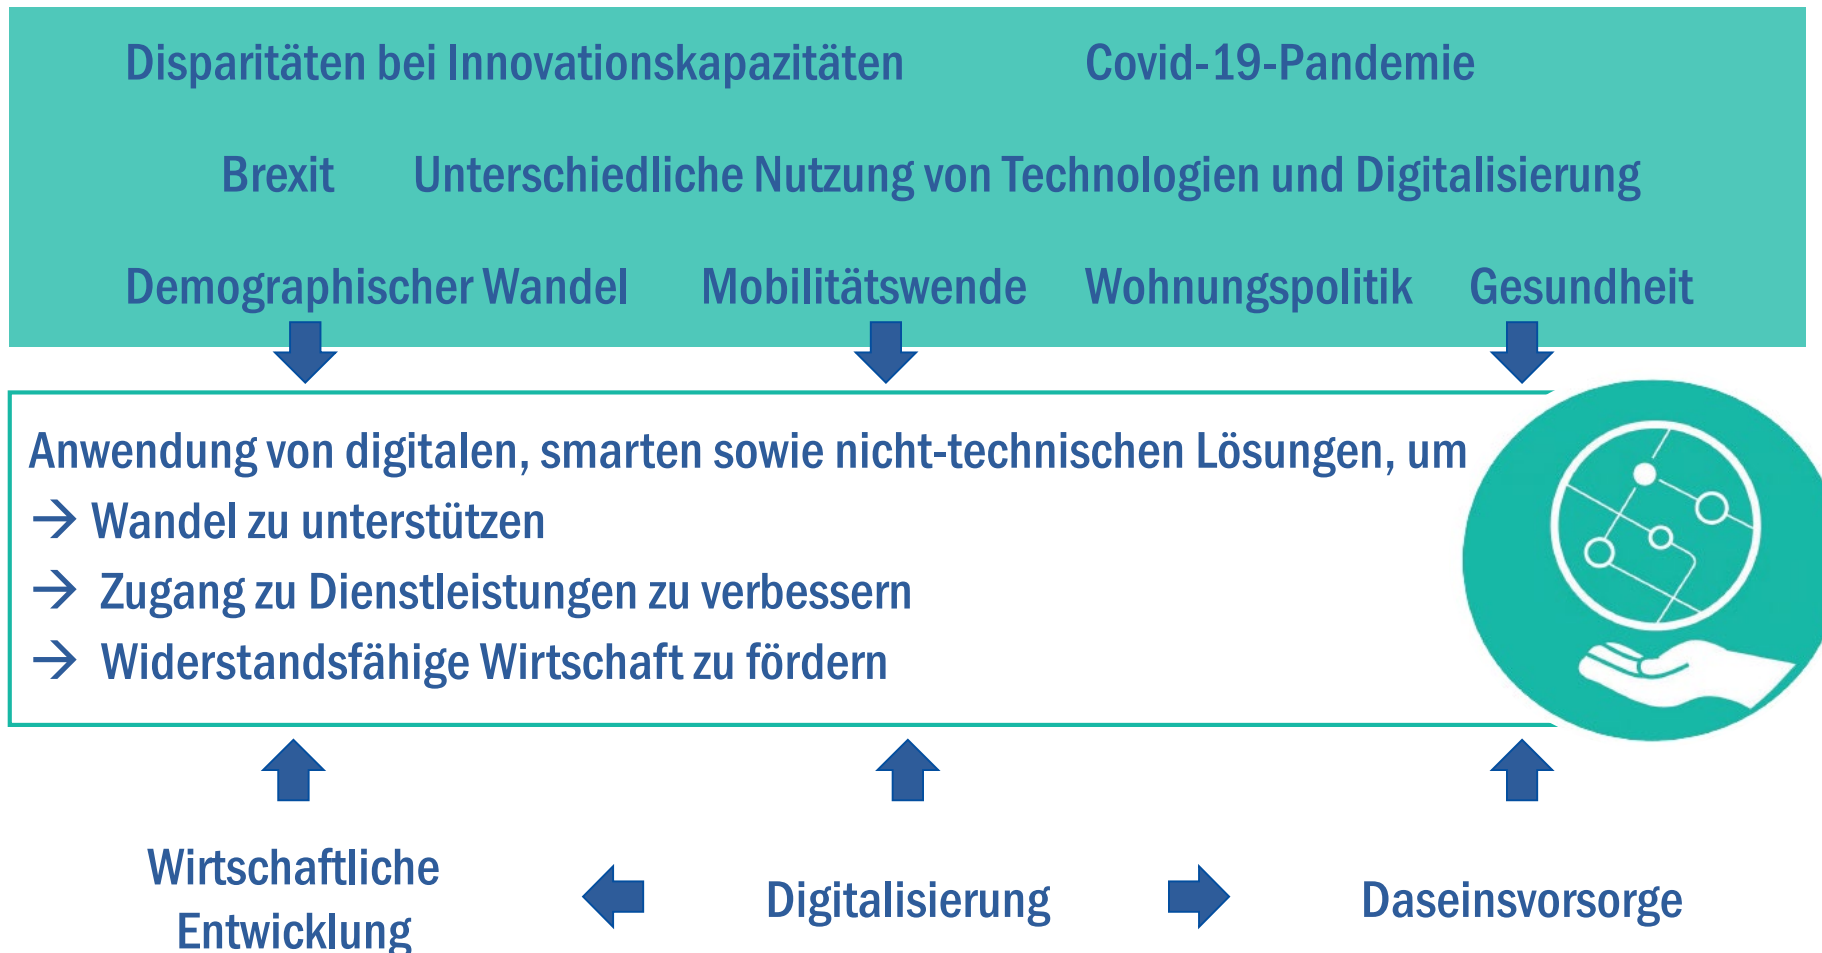 Disparitäten bei Innovationskapazitäten Covid-19-Pandemie
Brexit Unterschiedliche Nutzung von Technologien und Digitalisierung
Demographischer Wandel Mobilitätswende Wohnungspolitik Gesundheit
Anwendung von digitalen, smarten sowie nicht-technischen Lösungen, um
→ Wandel zu unterstützen
→ Zugang zu Dienstleistungen zu verbessern
→ Widerstandsfähige Wirtschaft zu fördern
Wirtschaftliche
Entwicklung
Digitalisierung
Daseinsvorsorge